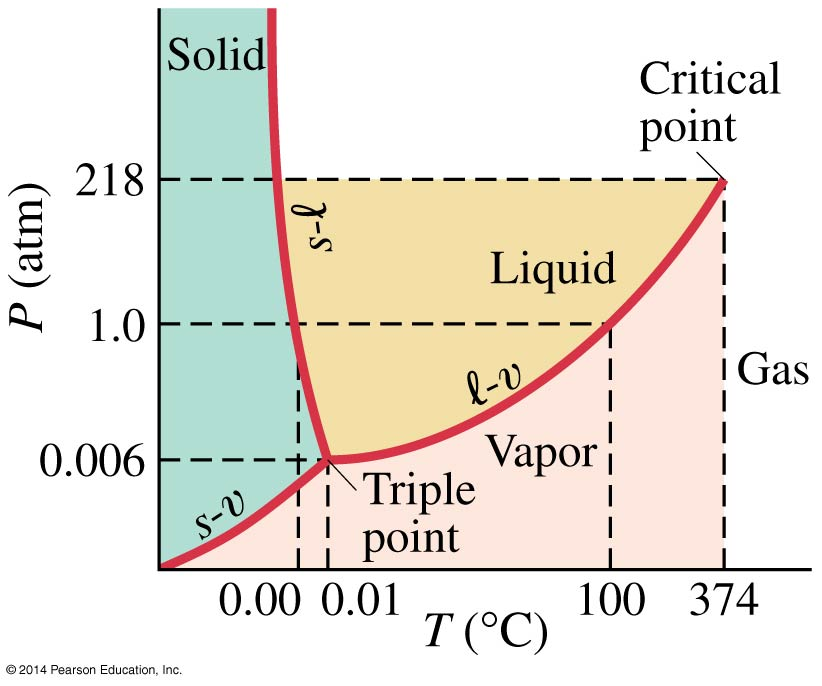 Solid
Critical
point
218
s-ℓ
Liquid
P (atm)
1.0
Gas
ℓ-v
0.006
Vapor
Triple
point
s-v
0.00 0.01 100 374
T (°C)
© 2014 Pearson Education, Inc.